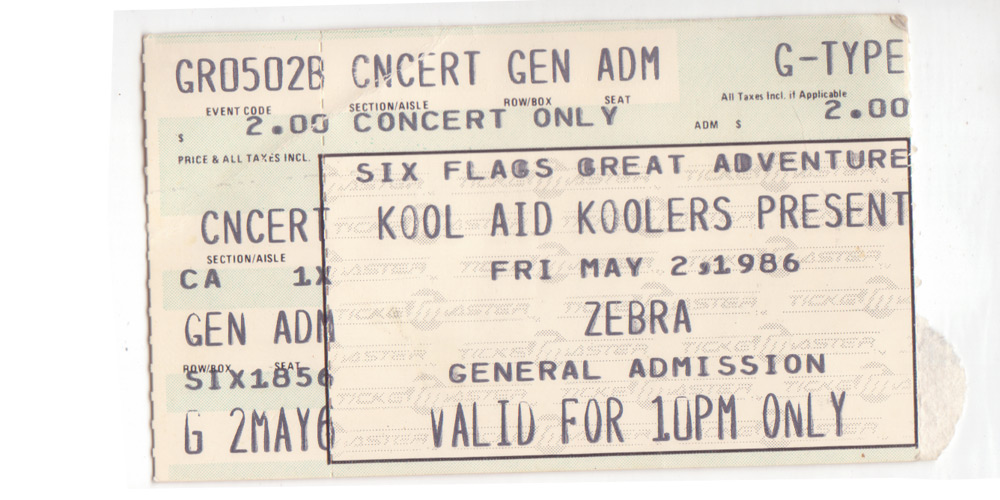 GR0502B CNCERT GEN ADM G-TYPE
EVENT CODE SECTION/AISLE ROW/BOX SEAT All Taxes Incl. if Applicable
$ 2.00 CONCERT ONLY ADM $ 2.00
PRICE & ALL TAXES INCL.
SIX FLAGS GREAT ADVENTURE
CNCERT
KOOL AID KOOLERS PRESENT
SECTION/AISLE
CA 1X
FRI MAY 2,1986
GEN ADM
ZEBRA
ROW/BOX SEAT
SIX1856
GENERAL ADMISSION
G 2MAY6
VALID FOR 10PM ONLY
TICKETMASTER